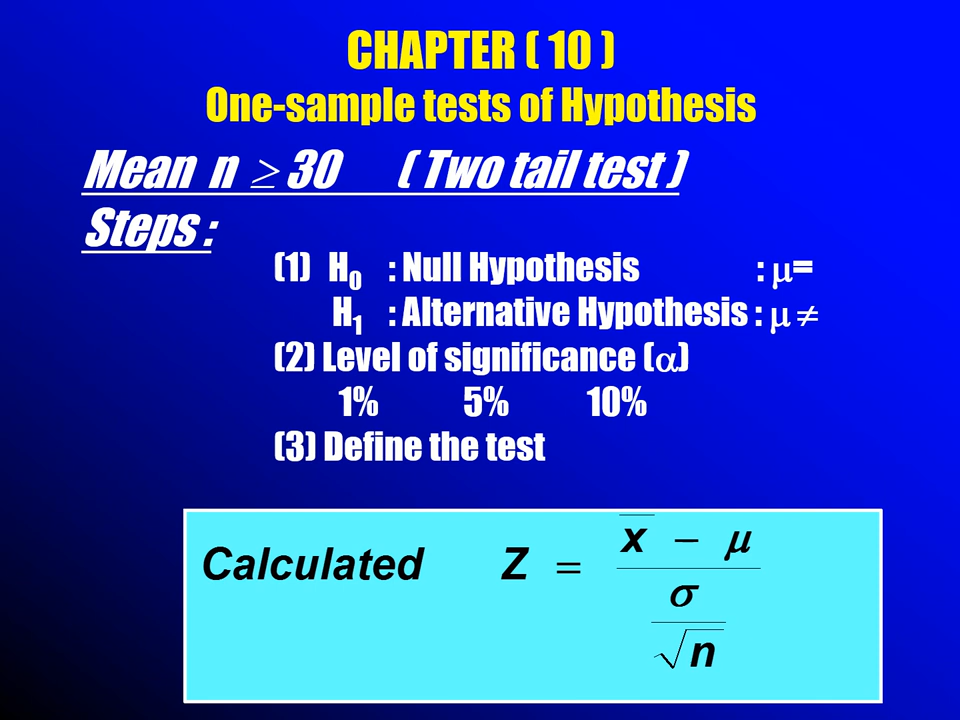 CHAPTER ( 10 )
One-sample tests of Hypothesis
Mean n ≥ 30 ( Two tail test )
Steps :
(1) H₀ : Null Hypothesis : μ=
H₁ : Alternative Hypothesis : μ ≠
(2) Level of significance (α)
1% 5% 10%
(3) Define the test
Calculated Z = (x̄ − μ) / (σ / √n)